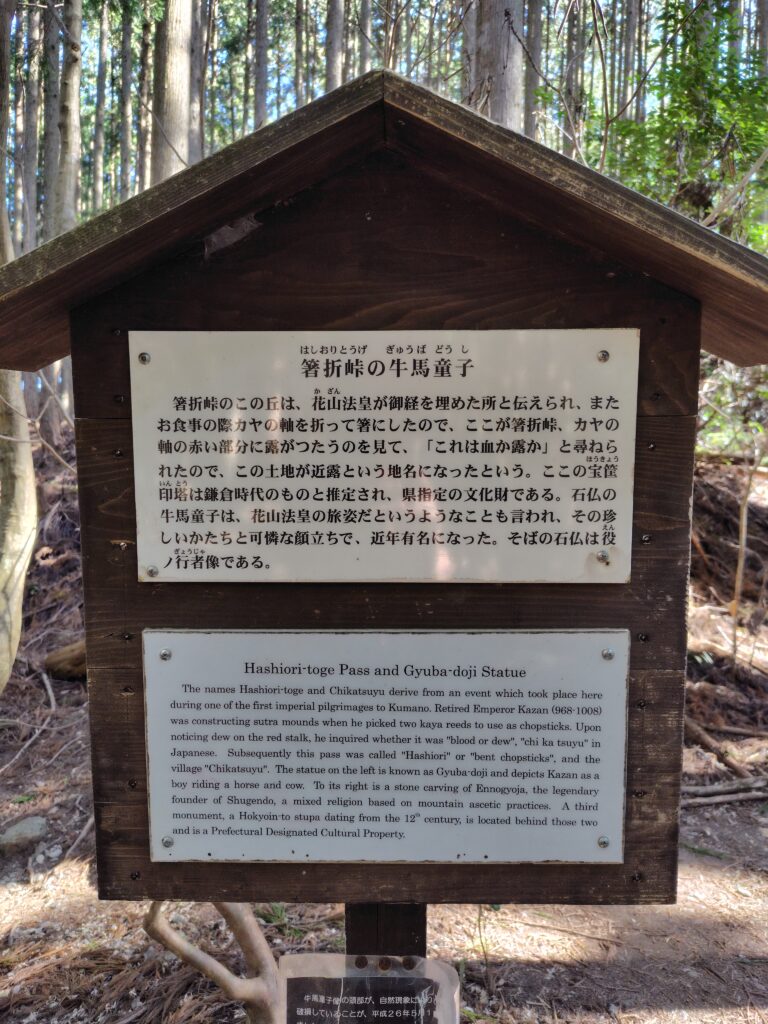 はしおりとうげ ぎゅうば どうし
箸折峠の牛馬童子
かざん
箸折峠のこの丘は、花山法皇が御経を埋めた所と伝えられ、また
お食事の際カヤの軸を折って箸にしたので、ここが箸折峠、カヤの
軸の赤い部分に露がつたうのを見て、「これは血か露か」と尋ねら
れたので、この土地が近露という地名になったという。ここの宝筐
ほうきょう
いんとう
印塔は鎌倉時代のものと推定され、県指定の文化財である。石仏の
牛馬童子は、花山法皇の旅姿だというようなことも言われ、その珍
しいかたちと可憐な顔立ちで、近年有名になった。そばの石仏は役
えん
ぎょうじゃ
ノ行者像である。
Hashiori-toge Pass and Gyuba-doji Statue
The names Hashiori-toge and Chikatsuyu derive from an event which took place here
during one of the first imperial pilgrimages to Kumano. Retired Emperor Kazan (968-1008)
was constructing sutra mounds when he picked two kaya reeds to use as chopsticks. Upon
noticing dew on the red stalk, he inquired whether it was "blood or dew", "chi ka tsuyu" in
Japanese. Subsequently this pass was called "Hashiori" or "bent chopsticks", and the
village "Chikatsuyu". The statue on the left is known as Gyuba-doji and depicts Kazan as a
boy riding a horse and cow. To its right is a stone carving of Ennogyoja, the legendary
founder of Shugendo, a mixed religion based on mountain ascetic practices. A third
monument, a Hokyoin-to stupa dating from the 12th century, is located behind those two
and is a Prefectural Designated Cultural Property.
牛馬童子像の頭部が、自然現象に
破損していることが、平成26年5月1